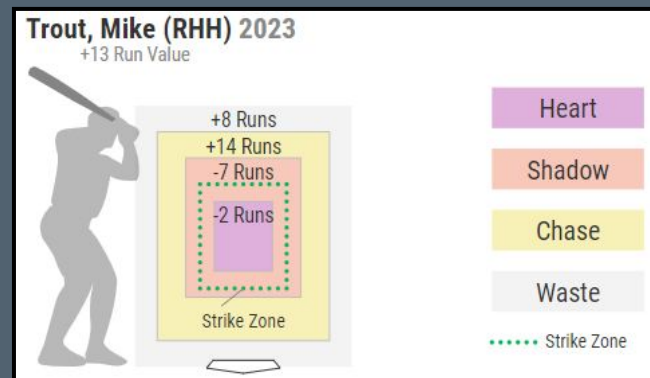 Trout, Mike (RHH) 2023
+13 Run Value
+8 Runs
+14 Runs
-7 Runs
-2 Runs
Strike Zone
Heart
Shadow
Chase
Waste
Strike Zone